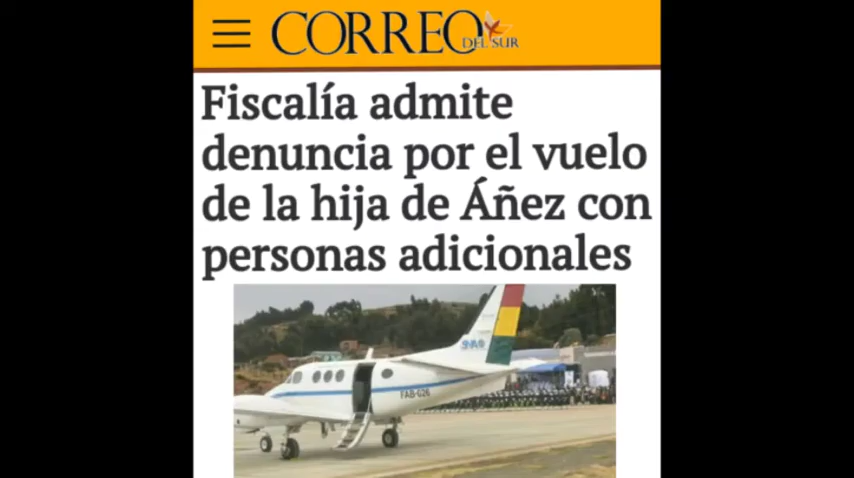 CORREO
DEL SUR
Fiscalía admite
denuncia por el vuelo
de la hija de Áñez con
personas adicionales
FAB-026